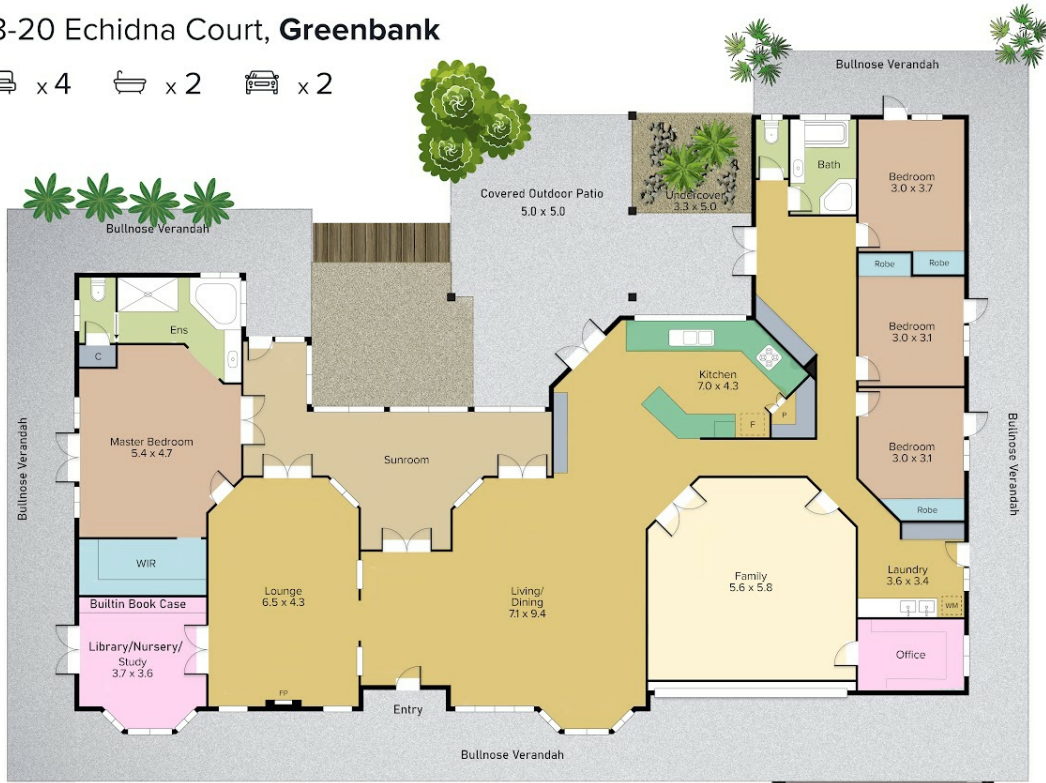 8-20 Echidna Court, Greenbank
x 4
x 2
x 2
Bullnose Verandah
Bullnose Verandah
Covered Outdoor Patio
5.0 x 5.0
Undercover
3.3 x 5.0
Bath
Bedroom
3.0 x 3.7
Robe
Robe
Ens
C
Kitchen
7.0 x 4.3
F
P
Bedroom
3.0 x 3.1
Master Bedroom
5.4 x 4.7
Sunroom
Bedroom
3.0 x 3.1
Robe
Bullnose Verandah
Bullnose Verandah
WIR
Builtin Book Case
Library/Nursery/
Study
3.7 x 3.6
Lounge
6.5 x 4.3
FP
Living/
Dining
7.1 x 9.4
Family
5.6 x 5.8
Laundry
3.6 x 3.4
WM
Office
Entry
Bullnose Verandah